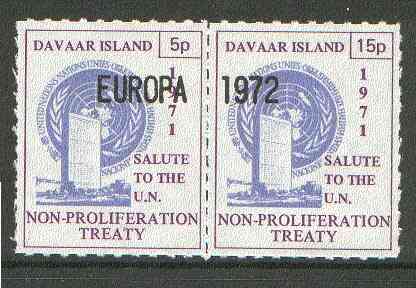 DAVAAR ISLAND 5p
1971
SALUTE
TO THE
U.N.
NON-PROLIFERATION
TREATY
DAVAAR ISLAND 15p
1971
SALUTE
TO THE
U.N.
NON-PROLIFERATION
TREATY
EUROPA 1972